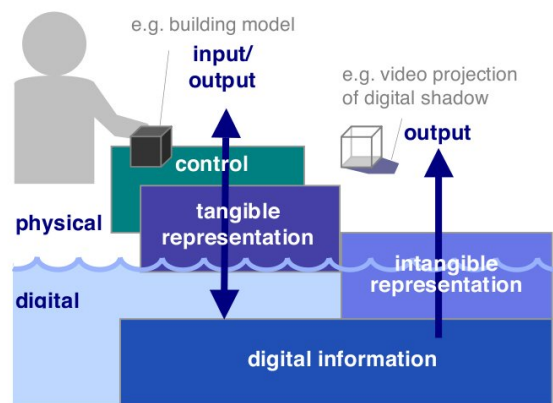 e.g. building model
input/
output
e.g. video projection
of digital shadow
output
control
physical
tangible
representation
intangible
representation
digital
digital information